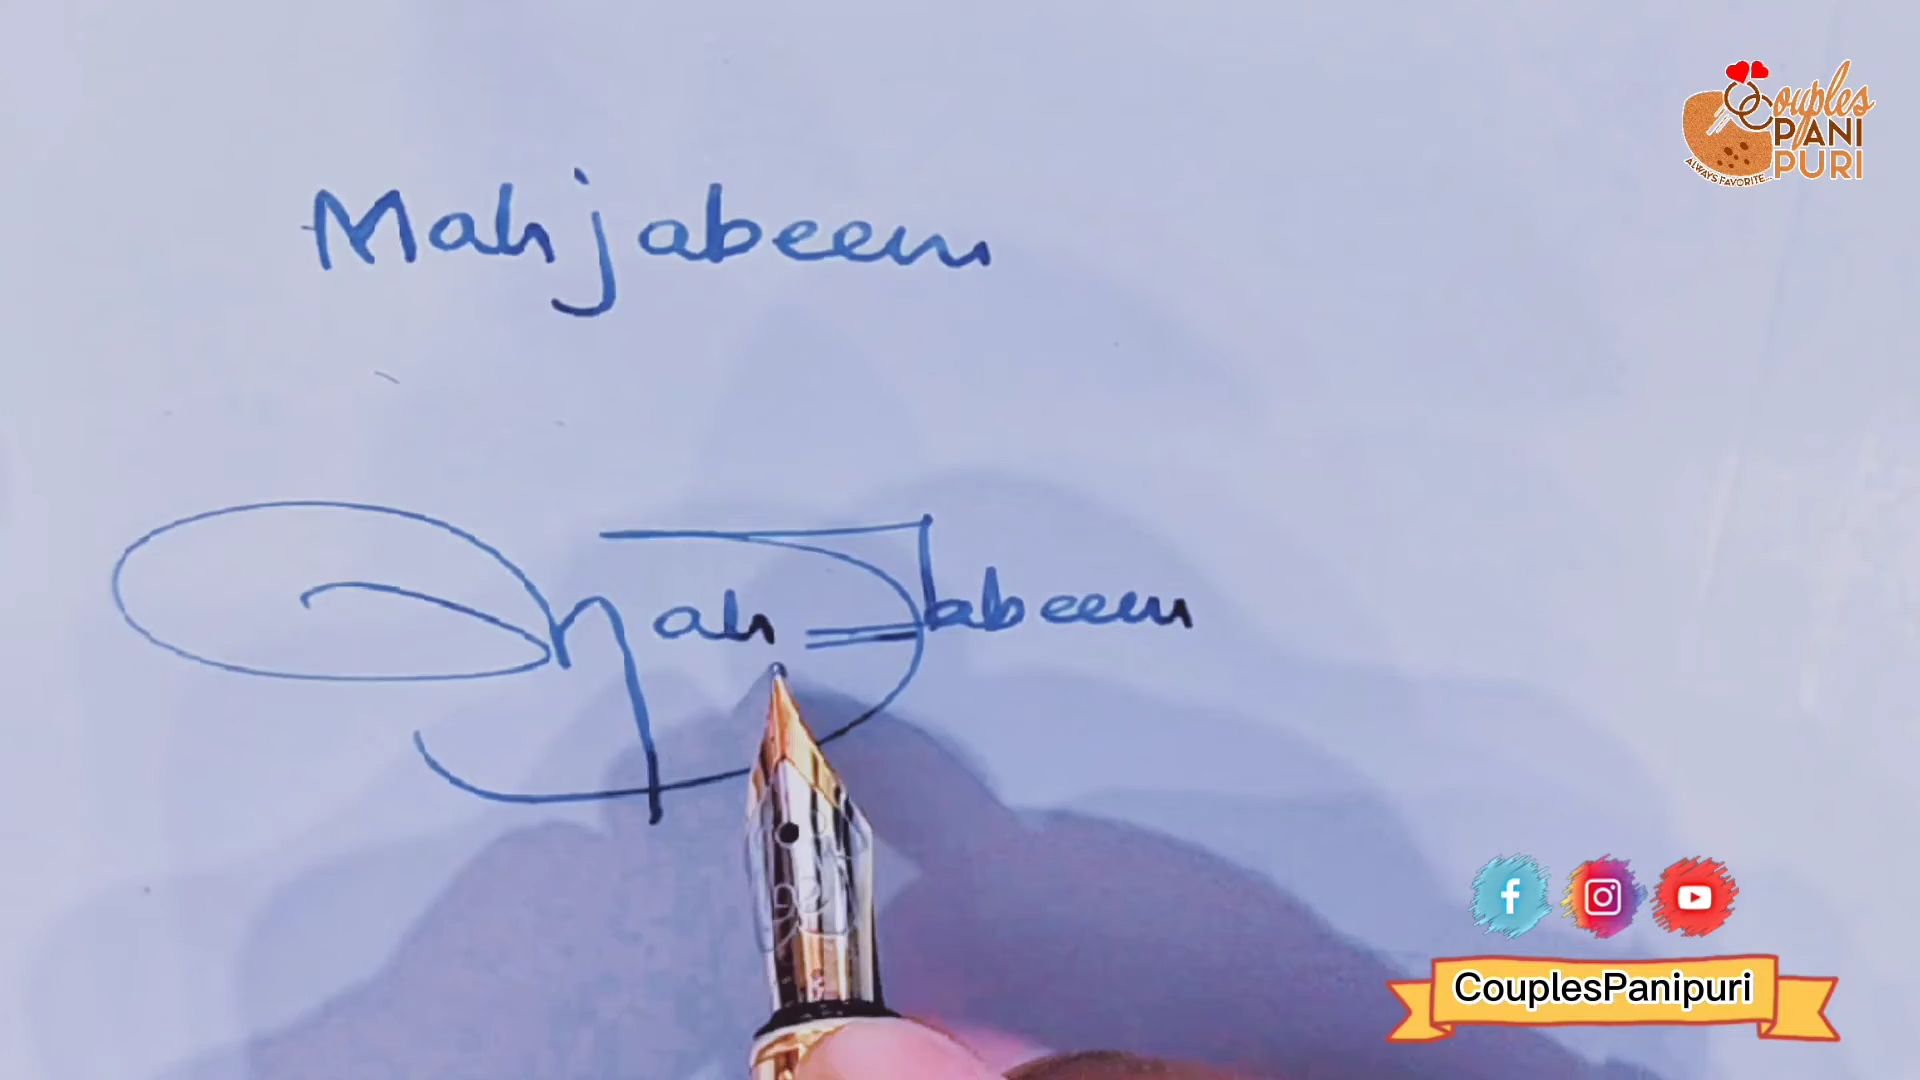 Couples
PANI
PURI
ALWAYS FAVORITE...
Mahjabeen
Mah Jabeen
CouplesPanipuri